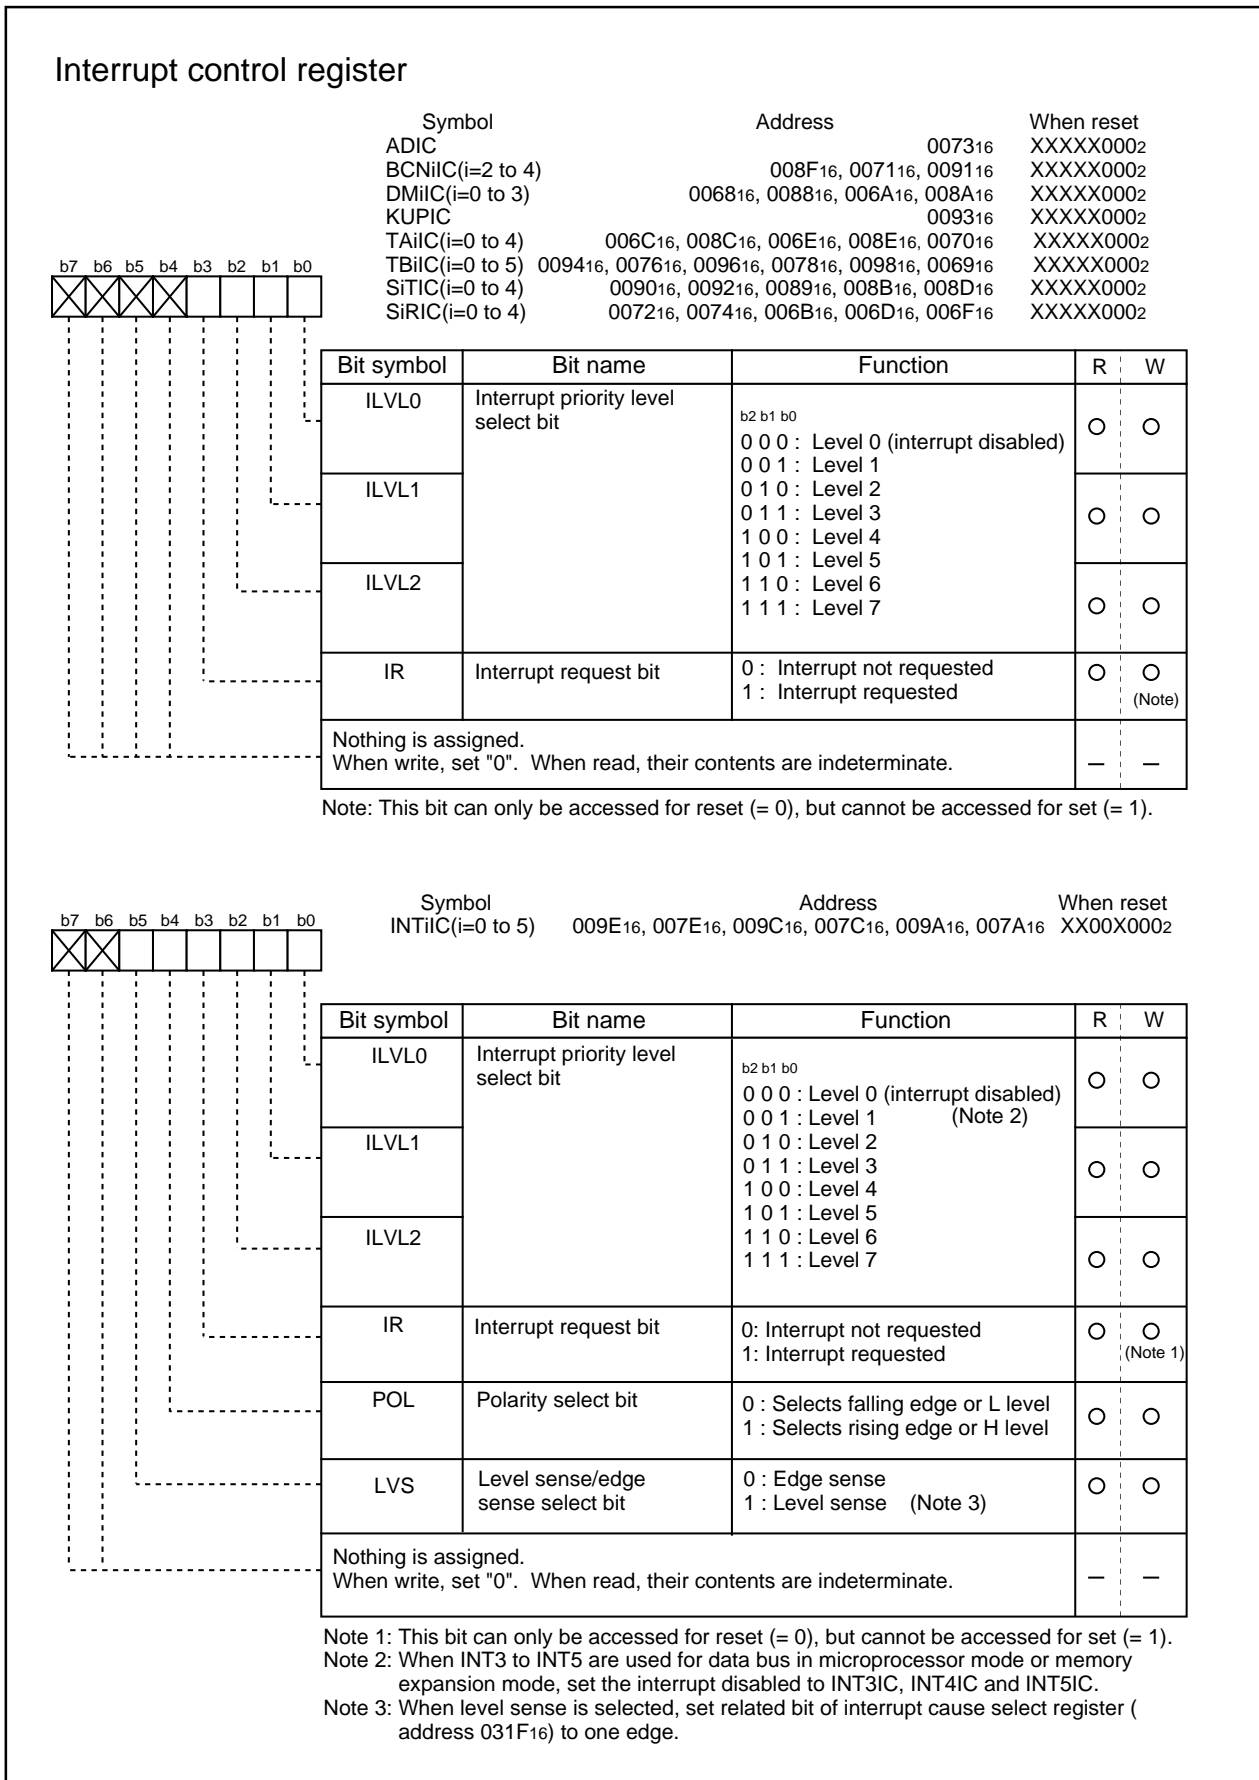 Interrupt control register
Symbol Address When reset
ADIC 007316 XXXXX0002
BCNiIC(i=2 to 4) 008F16, 007116, 009116 XXXXX0002
DMiIC(i=0 to 3) 006816, 008816, 006A16, 008A16 XXXXX0002
KUPIC 009316 XXXXX0002
TAiIC(i=0 to 4) 006C16, 008C16, 006E16, 008E16, 007016 XXXXX0002
TBiIC(i=0 to 5) 009416, 007616, 009616, 007816, 009816, 006916 XXXXX0002
SiTIC(i=0 to 4) 009016, 009216, 008916, 008B16, 008D16 XXXXX0002
SiRIC(i=0 to 4) 007216, 007416, 006B16, 006D16, 006F16 XXXXX0002
b7 b6 b5 b4 b3 b2 b1 b0
Bit symbol Bit name Function R W
ILVL0 Interrupt priority level
select bit
b2 b1 b0
0 0 0 : Level 0 (interrupt disabled)
0 0 1 : Level 1
ILVL1 0 1 0 : Level 2
0 1 1 : Level 3
1 0 0 : Level 4
1 0 1 : Level 5
ILVL2 1 1 0 : Level 6
1 1 1 : Level 7
IR Interrupt request bit 0 : Interrupt not requested
1 : Interrupt requested
(Note)
Nothing is assigned.
When write, set "0". When read, their contents are indeterminate. – –
Note: This bit can only be accessed for reset (= 0), but cannot be accessed for set (= 1).
Symbol Address When reset
INTiIC(i=0 to 5) 009E16, 007E16, 009C16, 007C16, 009A16, 007A16 XX00X0002
b7 b6 b5 b4 b3 b2 b1 b0
Bit symbol Bit name Function R W
ILVL0 Interrupt priority level
select bit
b2 b1 b0
0 0 0 : Level 0 (interrupt disabled)
0 0 1 : Level 1 (Note 2)
ILVL1 0 1 0 : Level 2
0 1 1 : Level 3
1 0 0 : Level 4
1 0 1 : Level 5
ILVL2 1 1 0 : Level 6
1 1 1 : Level 7
IR Interrupt request bit 0: Interrupt not requested
1: Interrupt requested (Note 1)
POL Polarity select bit 0 : Selects falling edge or L level
1 : Selects rising edge or H level
LVS Level sense/edge 0 : Edge sense
sense select bit 1 : Level sense (Note 3)
Nothing is assigned.
When write, set "0". When read, their contents are indeterminate. – –
Note 1: This bit can only be accessed for reset (= 0), but cannot be accessed for set (= 1).
Note 2: When INT3 to INT5 are used for data bus in microprocessor mode or memory
expansion mode, set the interrupt disabled to INT3IC, INT4IC and INT5IC.
Note 3: When level sense is selected, set related bit of interrupt cause select register (
address 031F16) to one edge.